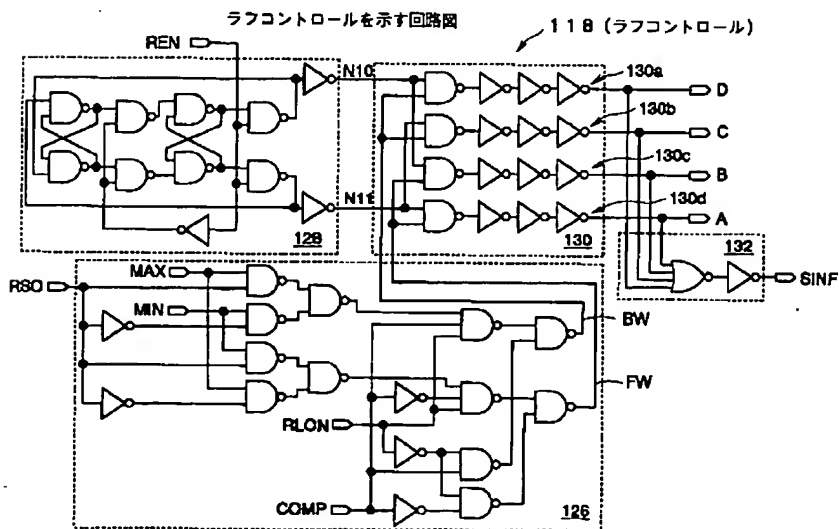 ラフコントロールを示す回路図
118 (ラフコントロール)
REN
N10
130a
D
130b
C
130c
B
N11
130d
A
128
130
132
SINF
RSO
MAX
MIN
BW
FW
RLON
COMP
126